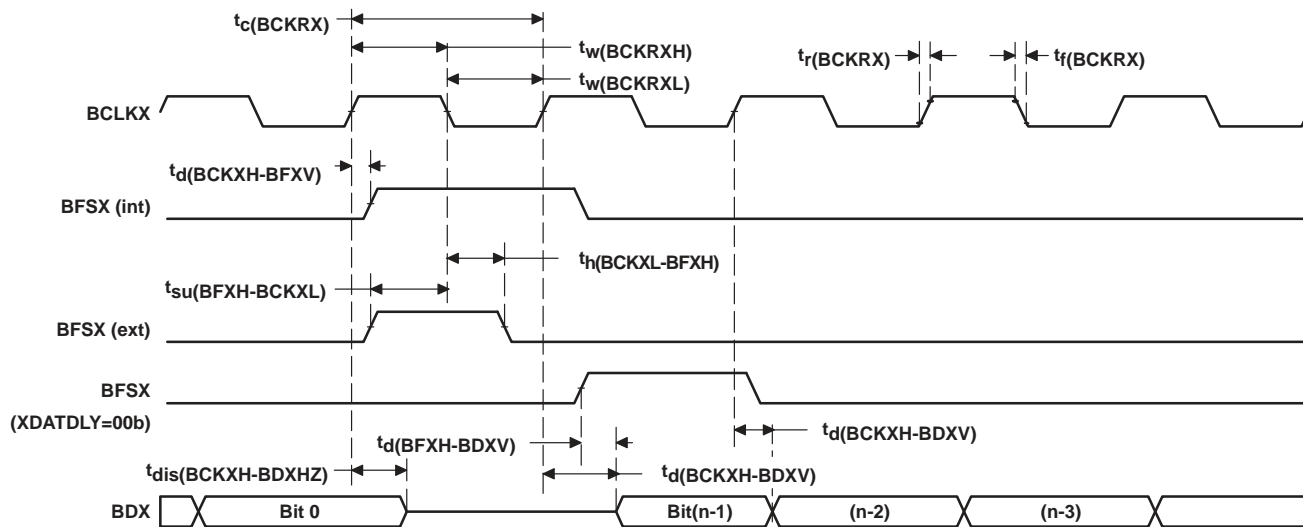 tc(BCKRX)
tw(BCKRXH)
tr(BCKRX)
tf(BCKRX)
tw(BCKRXL)
BCLKX
td(BCKXH-BFXV)
BFSX (int)
th(BCKXL-BFXH)
tsu(BFXH-BCKXL)
BFSX (ext)
BFSX
(XDATDLY=00b)
td(BFXH-BDXV)
td(BCKXH-BDXV)
tdis(BCKXH-BDXHZ)
td(BCKXH-BDXV)
BDX
Bit 0
Bit(n-1)
(n-2)
(n-3)